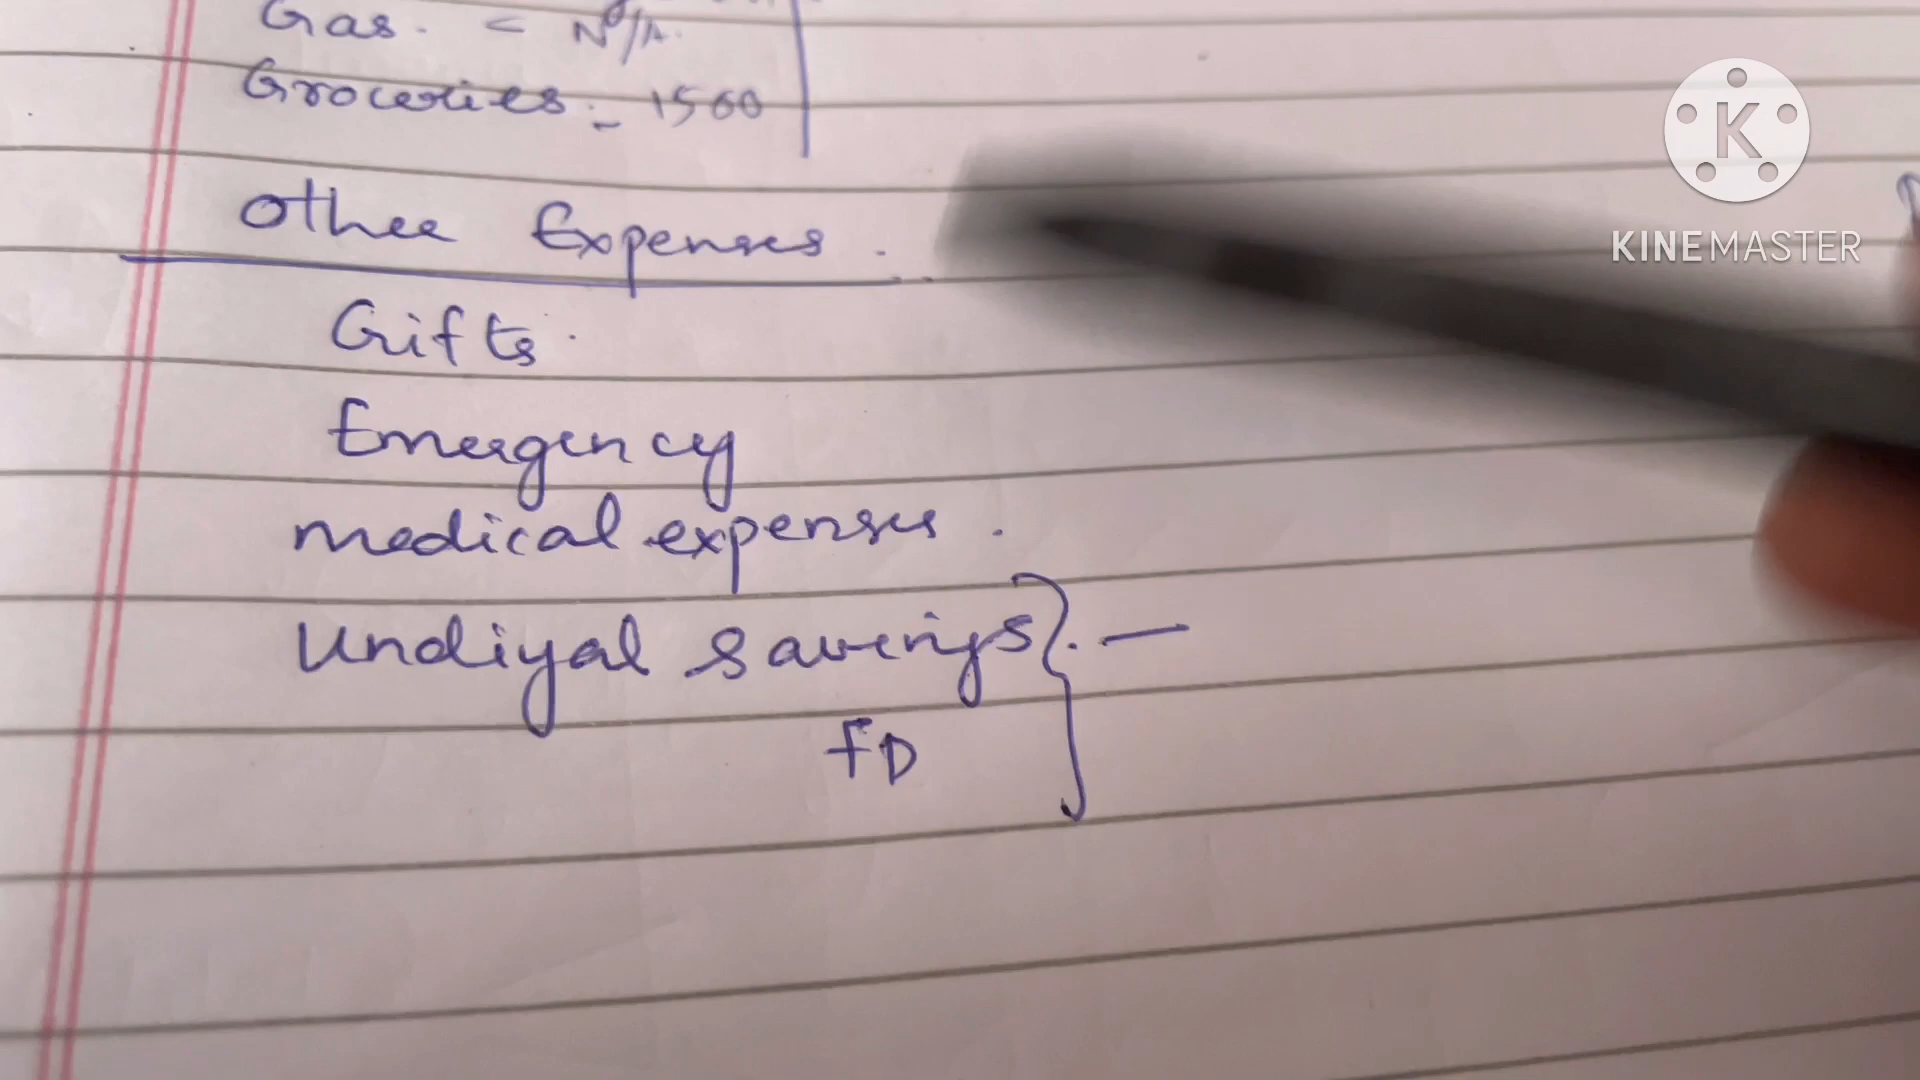 Gas. = N/A.
Groceries - 1500
Other Expenses.
Gifts.
Emergency
medical expenses.
Undiyal savings } . —
FD
K
KINEMASTER